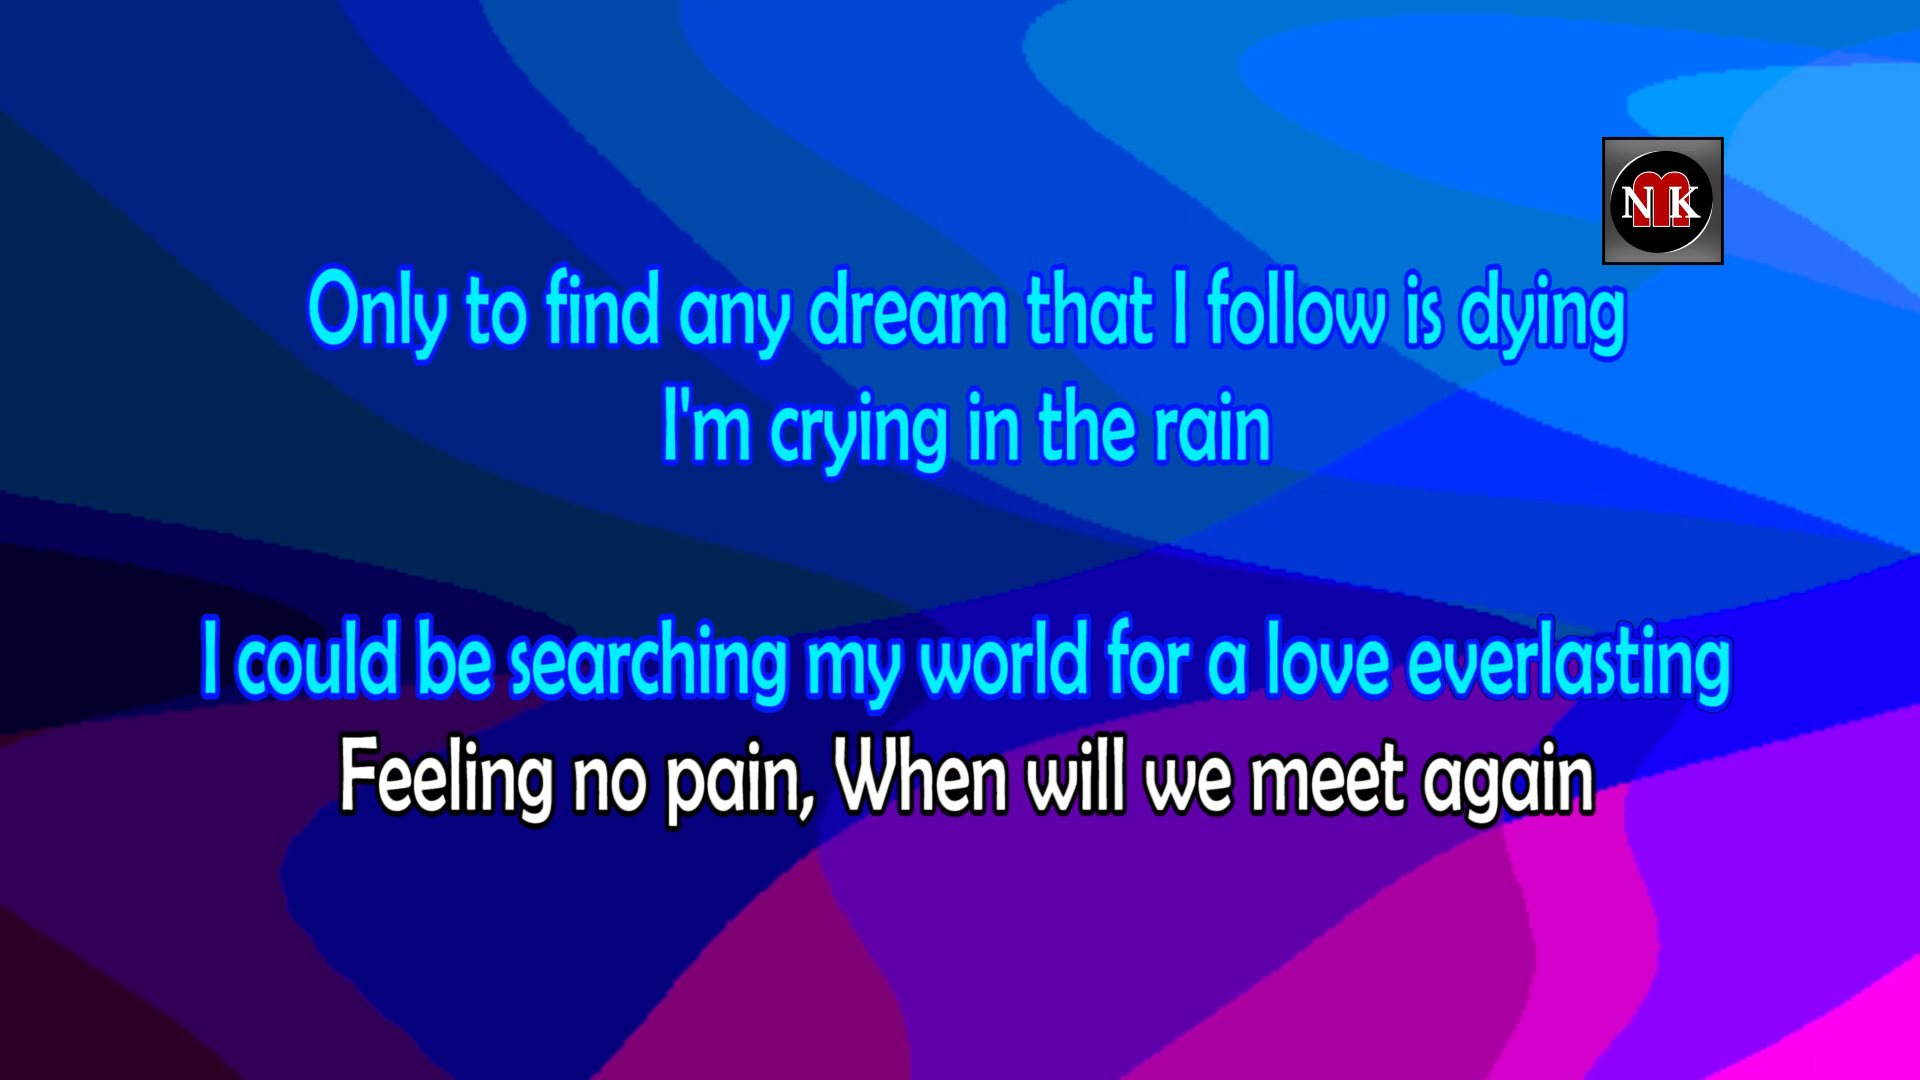 NMK
Only to find any dream that I follow is dying
I'm crying in the rain
I could be searching my world for a love everlasting
Feeling no pain, When will we meet again